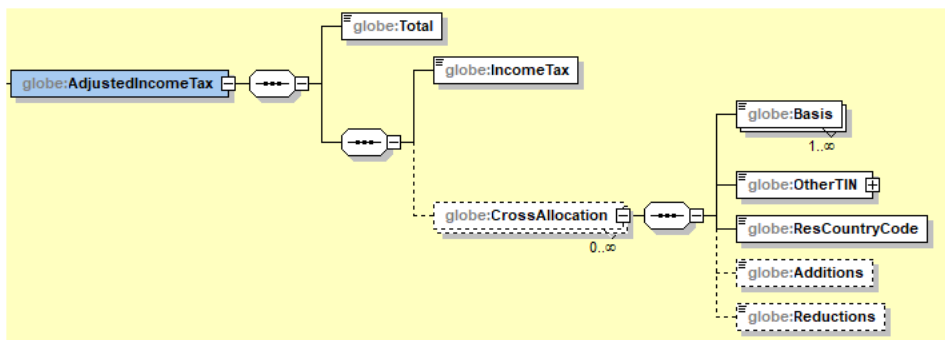 globe:Total
globe:AdjustedIncomeTax
globe:IncomeTax
globe:Basis
1..∞
globe:OtherTIN
globe:CrossAllocation
0..∞
globe:ResCountryCode
globe:Additions
globe:Reductions